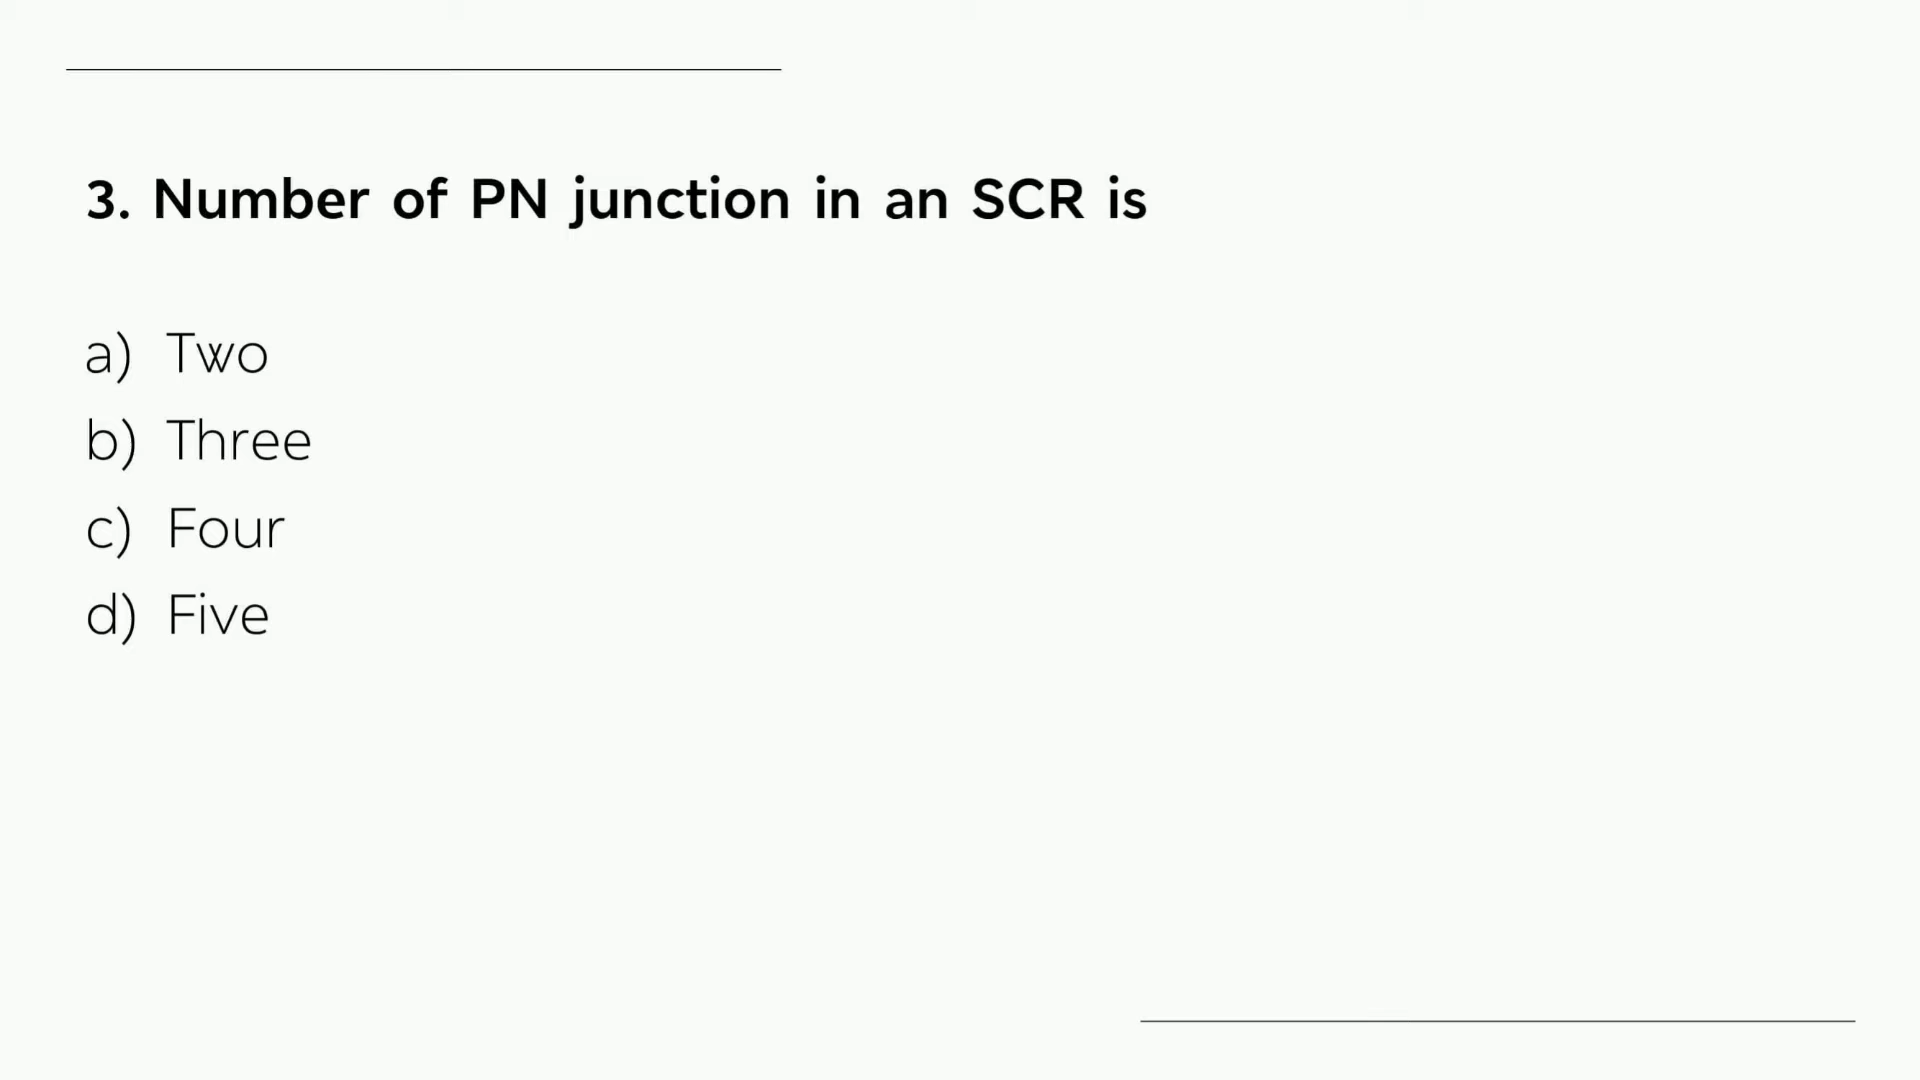 3. Number of PN junction in an SCR is
a) Two
b) Three
c) Four
d) Five